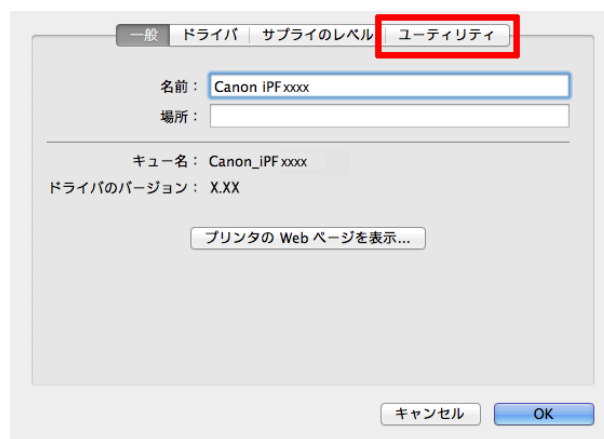 一般 ドライバ サプライのレベル ユーティリティ
名前： Canon iPF xxxx
場所：
キュー名： Canon_iPF xxxx
ドライバのバージョン： X.XX
プリンタの Web ページを表示...
キャンセル OK